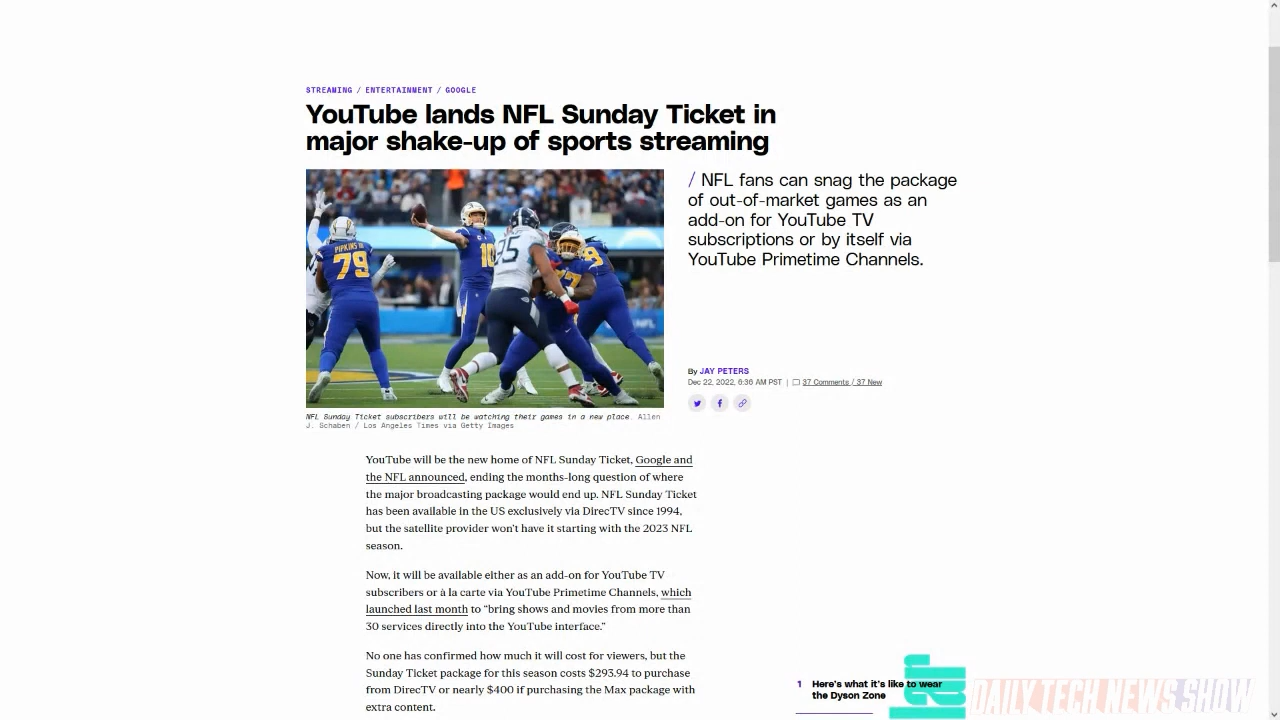 STREAMING / ENTERTAINMENT / GOOGLE
YouTube lands NFL Sunday Ticket in
major shake-up of sports streaming
/ NFL fans can snag the package
of out-of-market games as an
add-on for YouTube TV
subscriptions or by itself via
YouTube Primetime Channels.
PIPKINS III
79
10
25
By JAY PETERS
Dec 22, 2022, 6:36 AM PST | 37 Comments / 37 New
NFL Sunday Ticket subscribers will be watching their games in a new place. Allen
J. Schaben / Los Angeles Times via Getty Images
YouTube will be the new home of NFL Sunday Ticket, Google and
the NFL announced, ending the months-long question of where
the major broadcasting package would end up. NFL Sunday Ticket
has been available in the US exclusively via DirecTV since 1994,
but the satellite provider won't have it starting with the 2023 NFL
season.
Now, it will be available either as an add-on for YouTube TV
subscribers or à la carte via YouTube Primetime Channels, which
launched last month to “bring shows and movies from more than
30 services directly into the YouTube interface.”
No one has confirmed how much it will cost for viewers, but the
Sunday Ticket package for this season costs $293.94 to purchase
from DirecTV or nearly $400 if purchasing the Max package with
extra content.
1 Here's what it's like to wear
the Dyson Zone
DAILY TECH NEWS SHOW